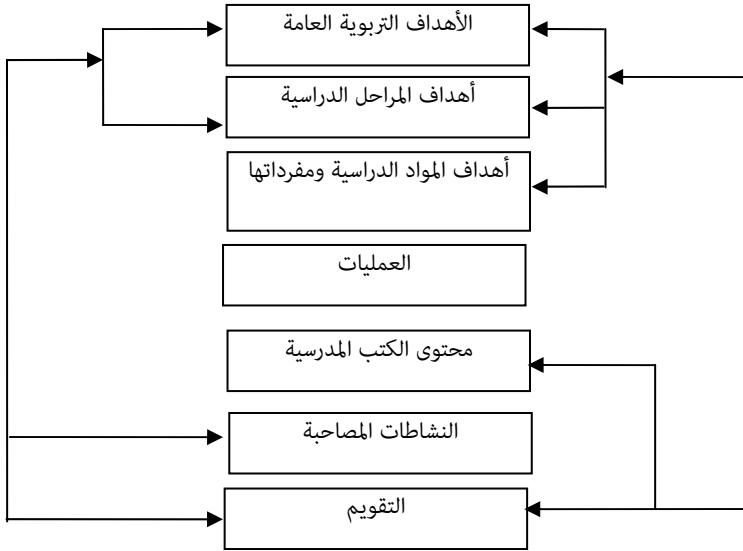 الأهداف التربوية العامة
أهداف المراحل الدراسية
أهداف المواد الدراسية ومفرداتها
العمليات
محتوى الكتب المدرسية
النشاطات المصاحبة
التقويم